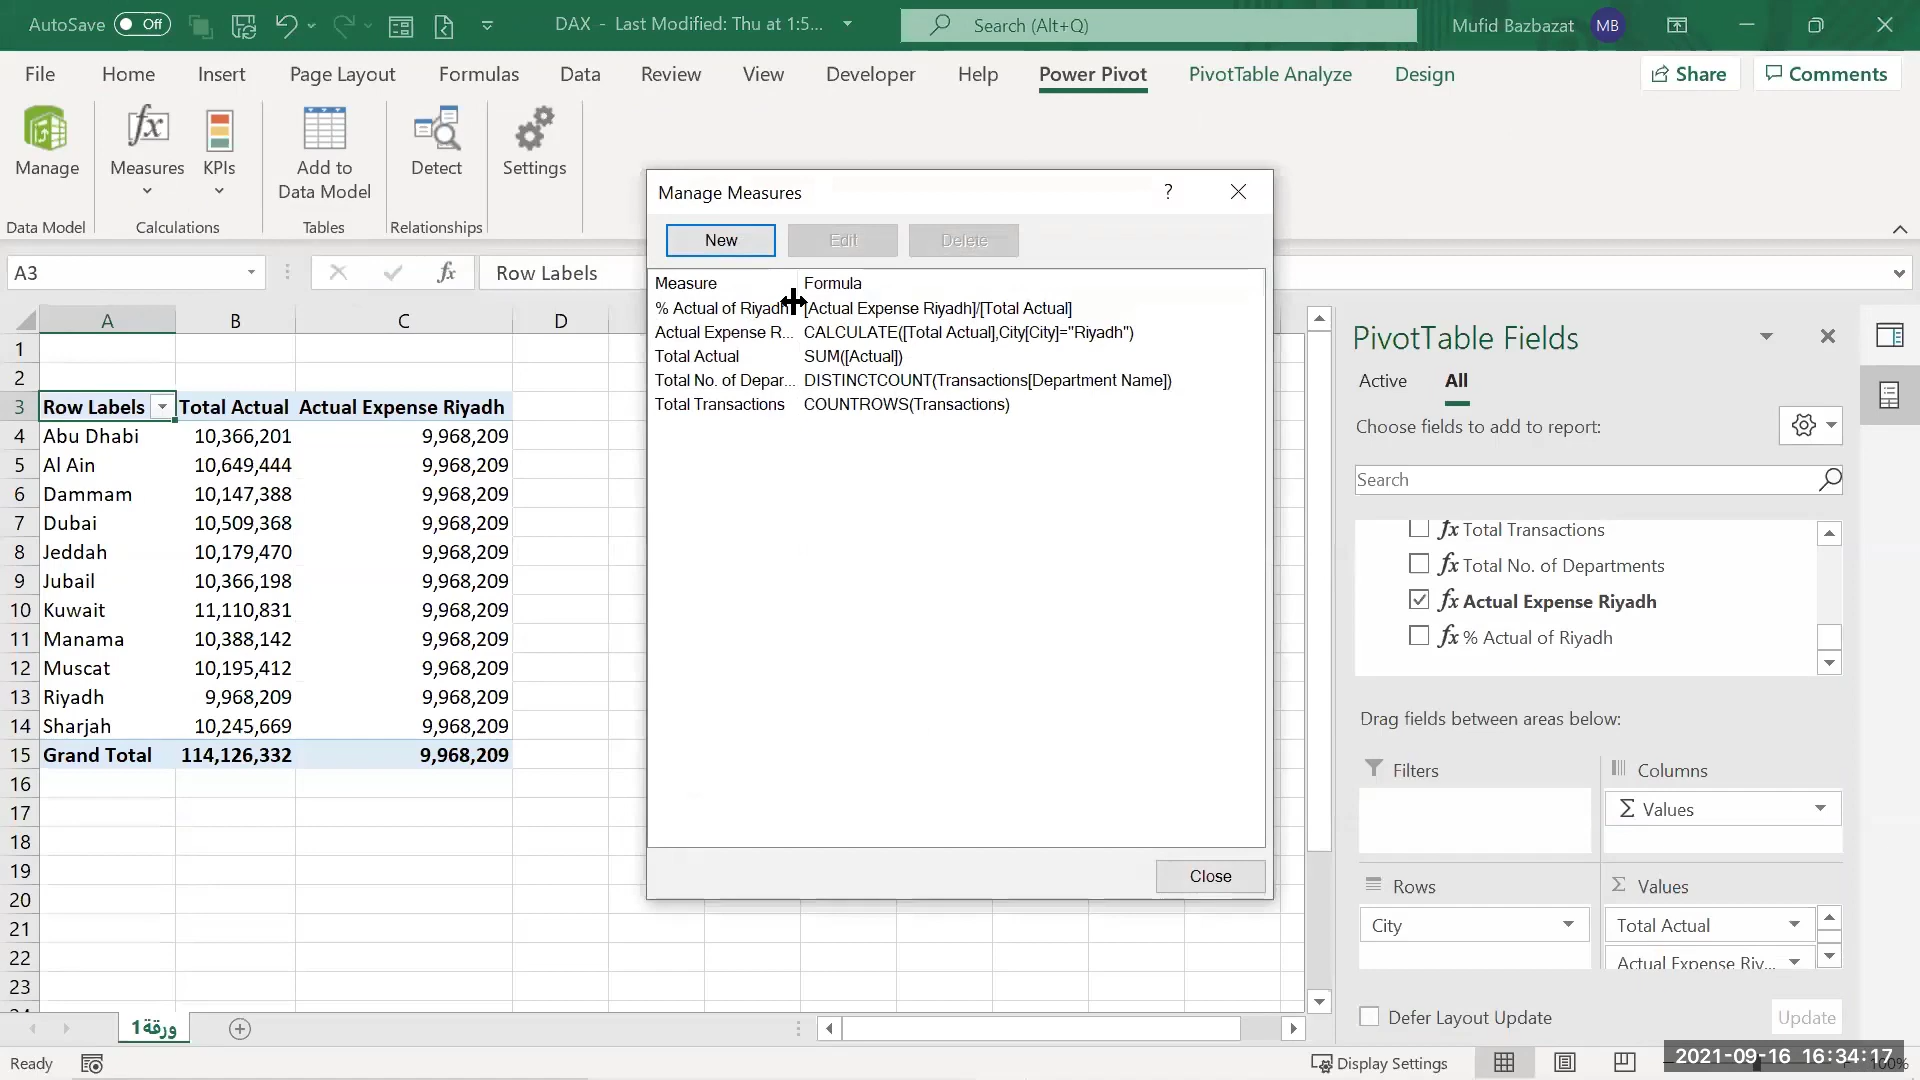 AutoSave Off
DAX - Last Modified: Thu at 1:5...
Search (Alt+Q)
Mufid Bazbazat MB
File Home Insert Page Layout Formulas Data Review View Developer Help Power Pivot PivotTable Analyze Design Share Comments
Manage Measures KPIs Add to Data Model Detect Settings
Data Model Calculations Tables Relationships
A3 fx Row Labels
A B C D
1
2
3 Row Labels Total Actual Actual Expense Riyadh
4 Abu Dhabi 10,366,201 9,968,209
5 Al Ain 10,649,444 9,968,209
6 Dammam 10,147,388 9,968,209
7 Dubai 10,509,368 9,968,209
8 Jeddah 10,179,470 9,968,209
9 Jubail 10,366,198 9,968,209
10 Kuwait 11,110,831 9,968,209
11 Manama 10,388,142 9,968,209
12 Muscat 10,195,412 9,968,209
13 Riyadh 9,968,209 9,968,209
14 Sharjah 10,245,669 9,968,209
15 Grand Total 114,126,332 9,968,209
16
17
18
19
20
21
22
23
ورقة1
Ready
Manage Measures ?
New Edit Delete
Measure Formula
% Actual of Riyadh [Actual Expense Riyadh]/[Total Actual]
Actual Expense R... CALCULATE([Total Actual],City[City]="Riyadh")
Total Actual SUM([Actual])
Total No. of Depar... DISTINCTCOUNT(Transactions[Department Name])
Total Transactions COUNTROWS(Transactions)
Close
PivotTable Fields
Active All
Choose fields to add to report:
Search
fx Total Transactions
fx Total No. of Departments
fx Actual Expense Riyadh
fx % Actual of Riyadh
Drag fields between areas below:
Filters
Columns
Σ Values
Rows
City
Σ Values
Total Actual
Actual Expense Riy...
Defer Layout Update Update
Display Settings
2021-09-16 16:34:17
100%